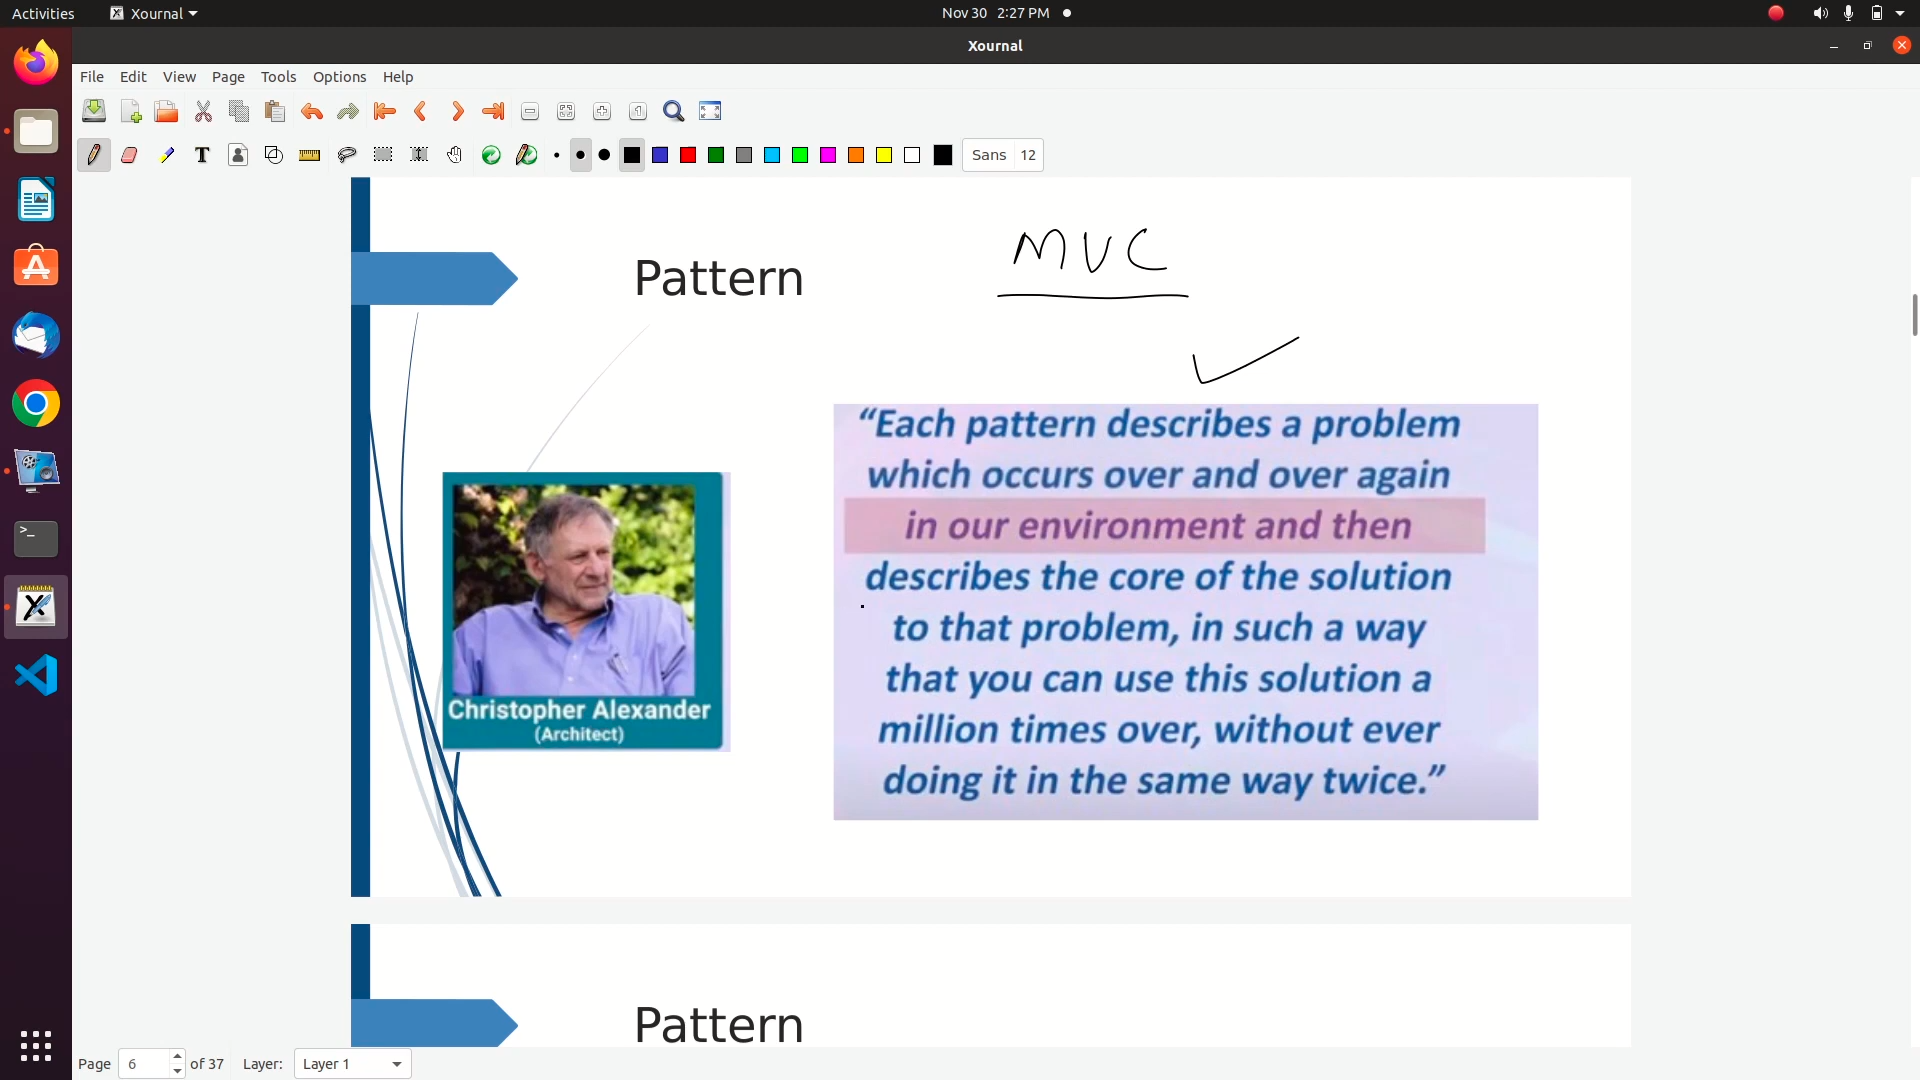 Activities Xournal Nov 30 2:27 PM
Xournal
File Edit View Page Tools Options Help
T Sans 12
Pattern
MVC
“Each pattern describes a problem
which occurs over and over again
in our environment and then
describes the core of the solution
to that problem, in such a way
that you can use this solution a
million times over, without ever
doing it in the same way twice.”
Christopher Alexander
(Architect)
Pattern
Page 6 of 37 Layer: Layer 1